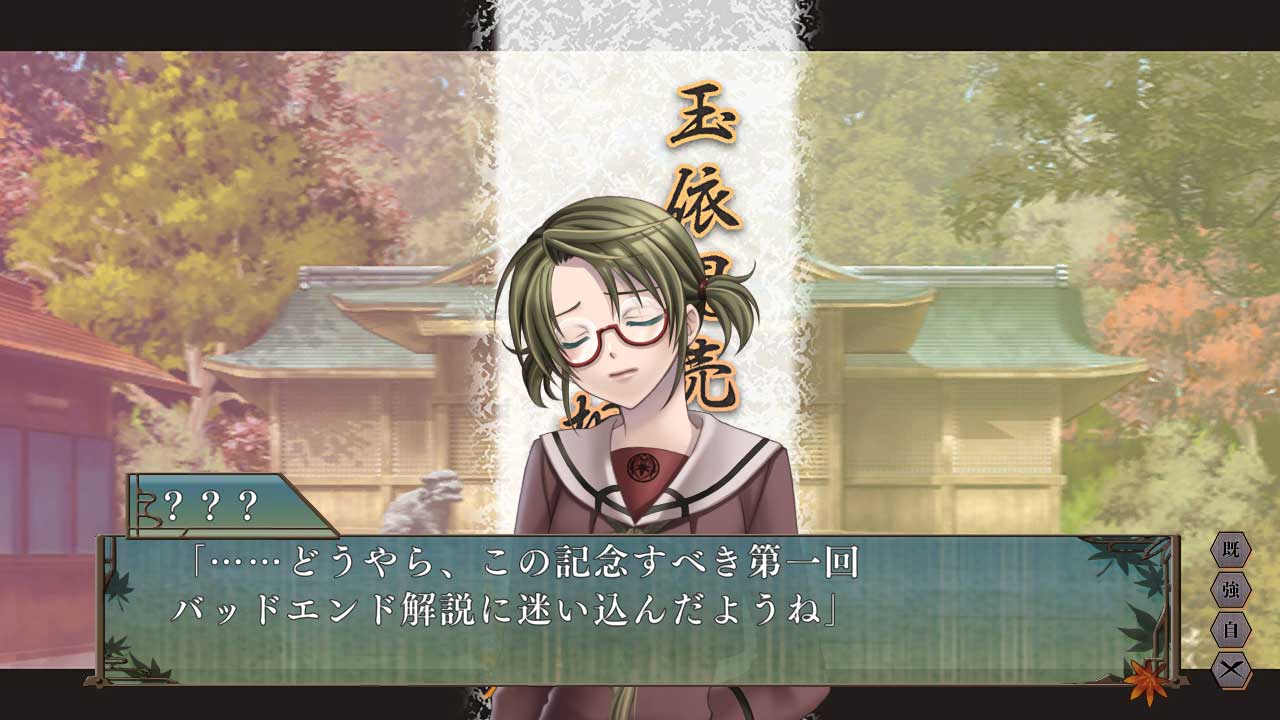 玉依
売
？？？
「……どうやら、この記念すべき第一回
バッドエンド解説に迷い込んだようね」
既
強
自